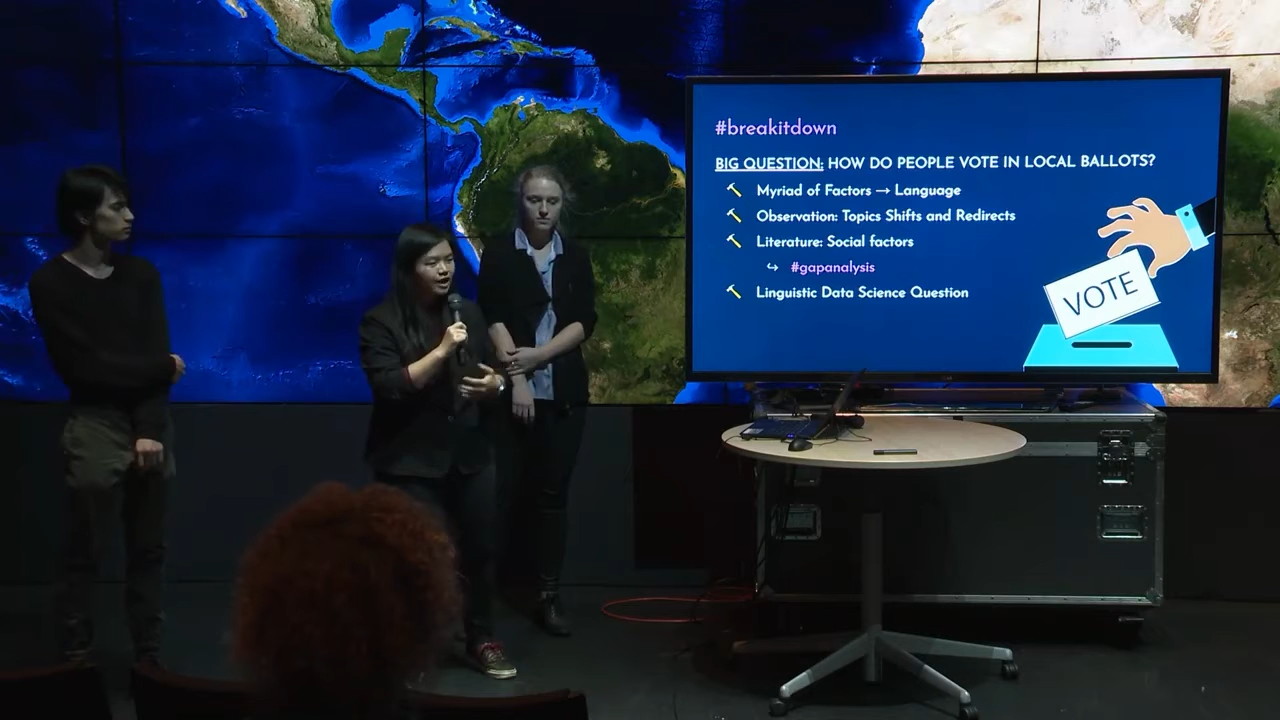 #breakitdown
BIG QUESTION: HOW DO PEOPLE VOTE IN LOCAL BALLOTS?
Myriad of Factors → Language
Observation: Topics Shifts and Redirects
Literature: Social factors
↪ #gapanalysis
Linguistic Data Science Question
VOTE